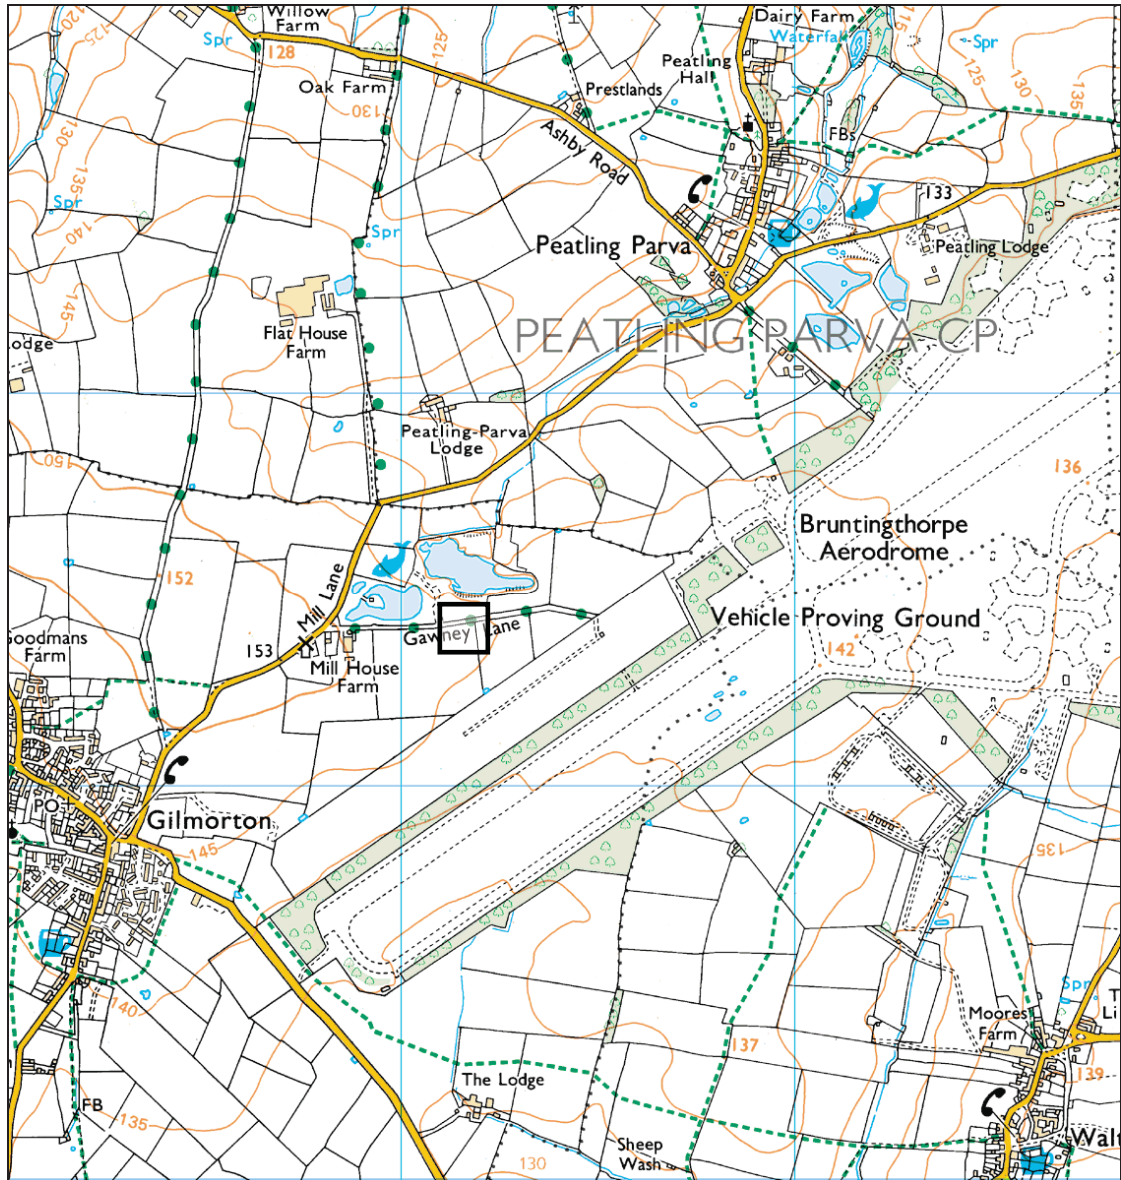 Willow
Farm
Spr
128
120
125
125
Oak Farm
130
Prestlands
Ashby Road
Dairy Farm
Waterfall
Peatling
Hall
115
Spr
125
130
135
FBs
133
130
135
Spr
140
145
Spr
Peatling Parva
Peatling Lodge
Flat House
Farm
PEATLING PARVA CP
odge
Peatling-Parva
Lodge
150
136
Bruntingthorpe
Aerodrome
152
Mill Lane
Vehicle Proving Ground
Gawney Lane
Goodmans
Farm
153
Mill House
Farm
142
PO
Gilmorton
145
135
140
Spr
Moores
Farm
T
Li
137
139
The Lodge
FB
135
130
Sheep
Wash
Walt